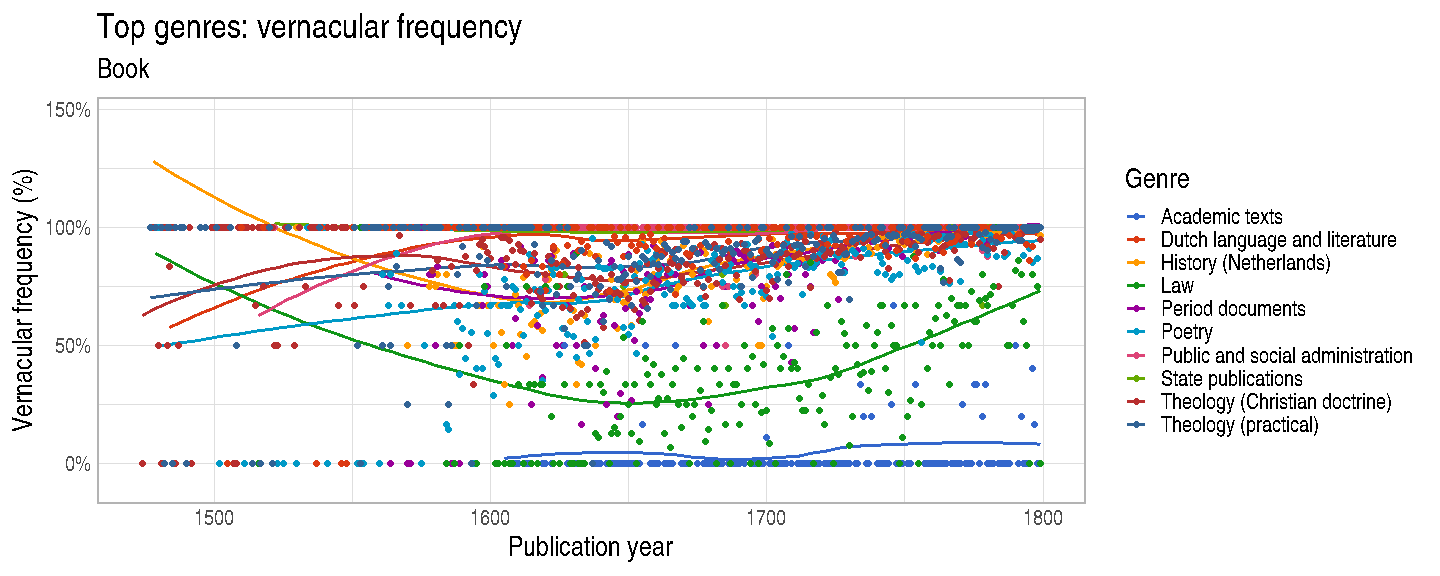 Top genres: vernacular frequency
Book
150%
100%
50%
0%
Vernacular frequency (%)
1500
1600
1700
1800
Publication year
Genre
Academic texts
Dutch language and literature
History (Netherlands)
Law
Period documents
Poetry
Public and social administration
State publications
Theology (Christian doctrine)
Theology (practical)